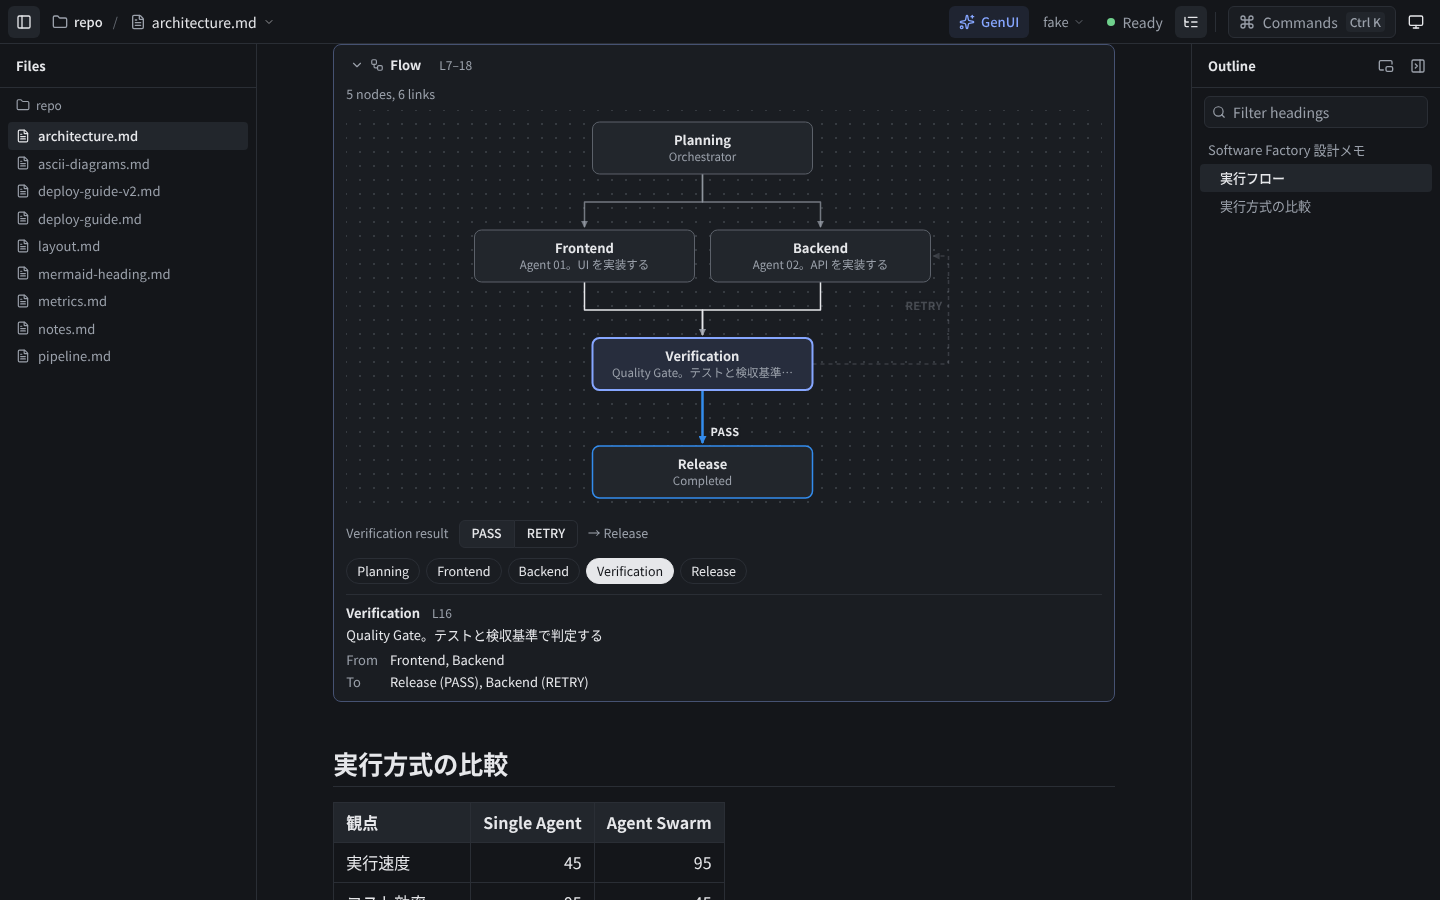 repo / architecture.md
GenUI
fake
Ready
Commands Ctrl K
Files
repo
architecture.md
ascii-diagrams.md
deploy-guide-v2.md
deploy-guide.md
layout.md
mermaid-heading.md
metrics.md
notes.md
pipeline.md
Flow L7–18
5 nodes, 6 links
Planning
Orchestrator
Frontend
Agent 01。UI を実装する
Backend
Agent 02。API を実装する
RETRY
Verification
Quality Gate。テストと検収基準…
PASS
Release
Completed
Verification result PASS RETRY → Release
Planning Frontend Backend Verification Release
Verification L16
Quality Gate。テストと検収基準で判定する
From Frontend, Backend
To Release (PASS), Backend (RETRY)
実行方式の比較
観点 Single Agent Agent Swarm
実行速度 45 95
Outline
Filter headings
Software Factory 設計メモ
実行フロー
実行方式の比較